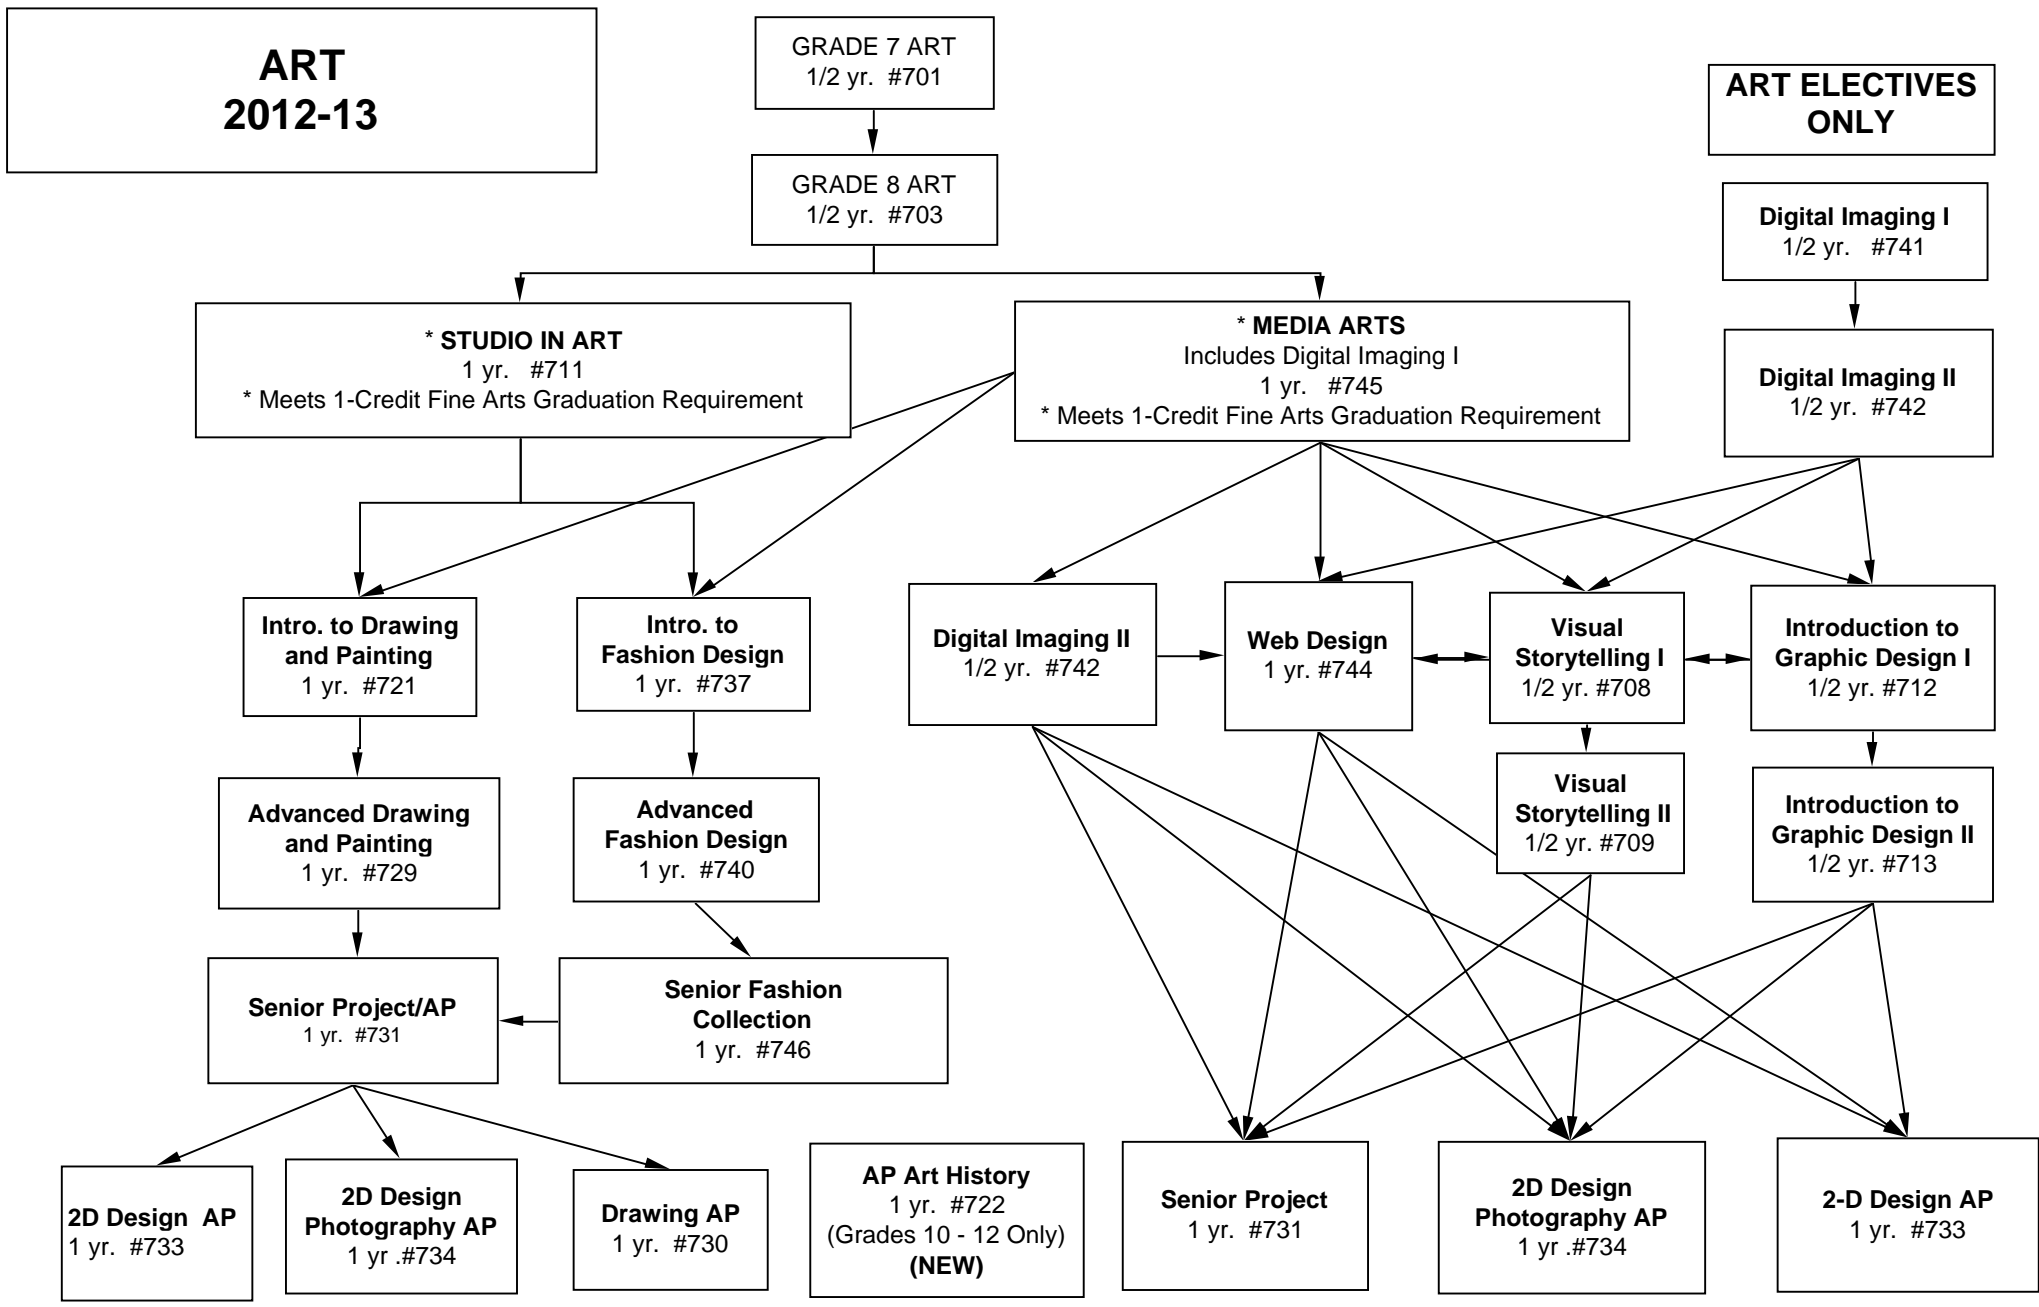 ART
2012-13
GRADE 7 ART
1/2 yr.  #701
ART ELECTIVES
ONLY
GRADE 8 ART
1/2 yr.  #703
Digital Imaging I
1/2 yr.   #741
* STUDIO IN ART
1 yr.   #711
* Meets 1-Credit Fine Arts Graduation Requirement
* MEDIA ARTS
Includes Digital Imaging I
1 yr.   #745
* Meets 1-Credit Fine Arts Graduation Requirement
Digital Imaging II
1/2 yr.  #742
Intro. to Drawing
and Painting
1 yr.  #721
Intro. to
Fashion Design
1 yr.  #737
Digital Imaging II
1/2 yr.  #742
Web Design
1 yr. #744
Visual
Storytelling I
1/2 yr. #708
Introduction to
Graphic Design I
1/2 yr. #712
Advanced Drawing
and Painting
1 yr.  #729
Advanced
Fashion Design
1 yr.  #740
Visual
Storytelling II
1/2 yr. #709
Introduction to
Graphic Design II
1/2 yr. #713
Senior Project/AP
1 yr.  #731
Senior Fashion
Collection
1 yr.  #746
2D Design  AP
1 yr.  #733
2D Design
Photography AP
1 yr .#734
Drawing AP
1 yr.  #730
AP Art History
1 yr.  #722
(Grades 10 - 12 Only)
(NEW)
Senior Project
1 yr.  #731
2D Design
Photography AP
1 yr .#734
2-D Design AP
1 yr.  #733